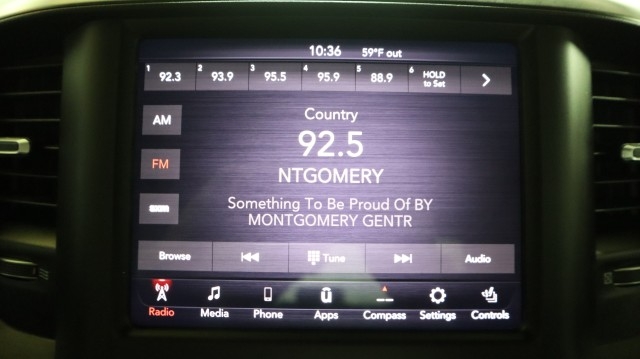 10:36 59°F out
1 92.3 2 93.9 3 95.5 4 95.9 5 88.9 6 HOLD to Set
AM
Country
92.5
FM
NTGOMERY
Something To Be Proud Of BY
MONTGOMERY GENTR
Browse Tune Audio
Radio Media Phone Apps Compass Settings Controls